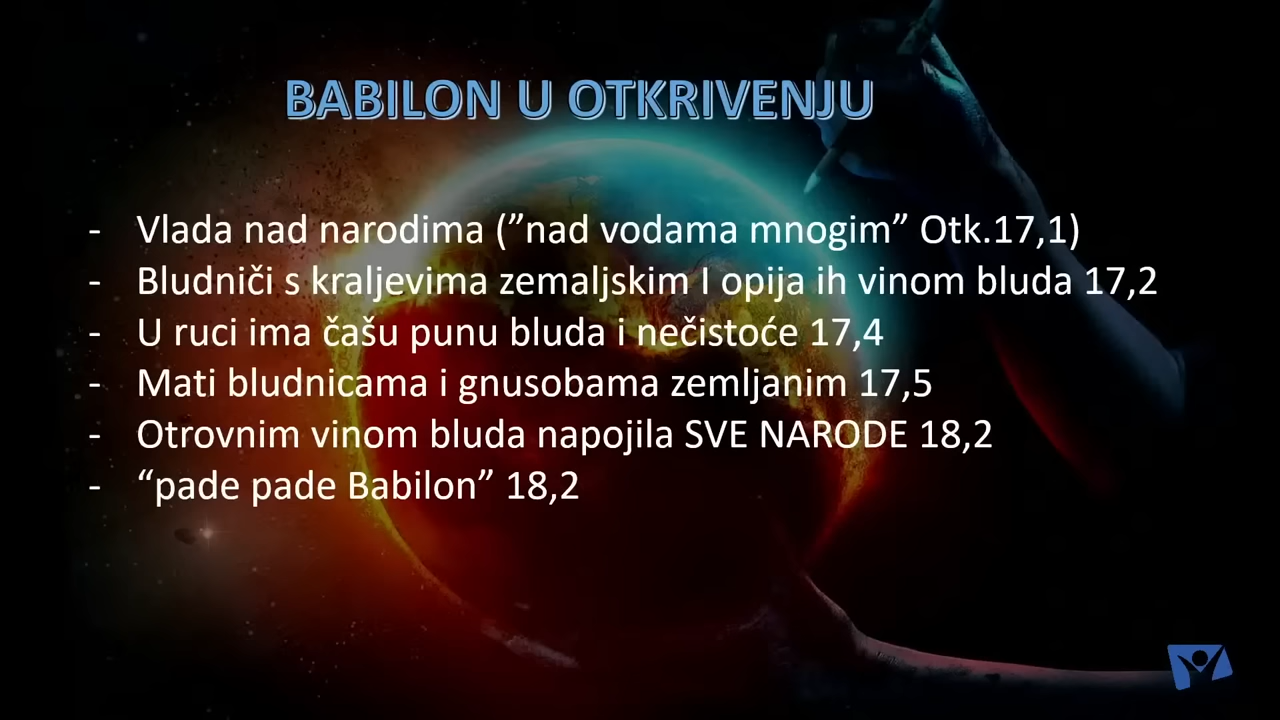 BABILON U OTKRIVENJU
- Vlada nad narodima (”nad vodama mnogim” Otk.17,1)
- Bludniči s kraljevima zemaljskim I opija ih vinom bluda 17,2
- U ruci ima čašu punu bluda i nečistoće 17,4
- Mati bludnicama i gnusobama zemljanim 17,5
- Otrovnim vinom bluda napojila SVE NARODE 18,2
- “pade pade Babilon” 18,2